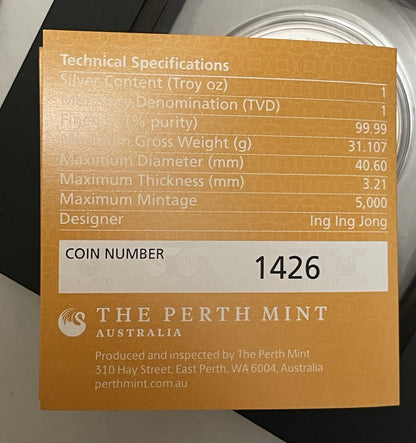 Technical Specifications
Silver Content (Troy oz) 1
Denomination (TVD) 1
% purity) 99.99
Gross Weight (g) 31.107
Maximum Diameter (mm) 40.60
Maximum Thickness (mm) 3.21
Maximum Mintage 5,000
Designer Ing Ing Jong
COIN NUMBER 1426
THE PERTH MINT
AUSTRALIA
Produced and inspected by The Perth Mint
310 Hay Street, East Perth, WA 6004, Australia
perthmint.com.au